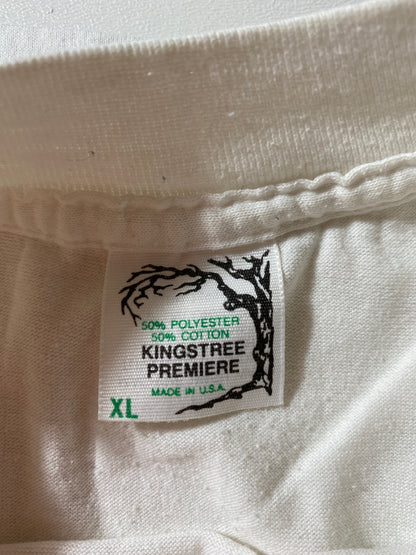 50% POLYESTER
50% COTTON
KINGSTREE
PREMIERE
MADE IN U.S.A.
XL